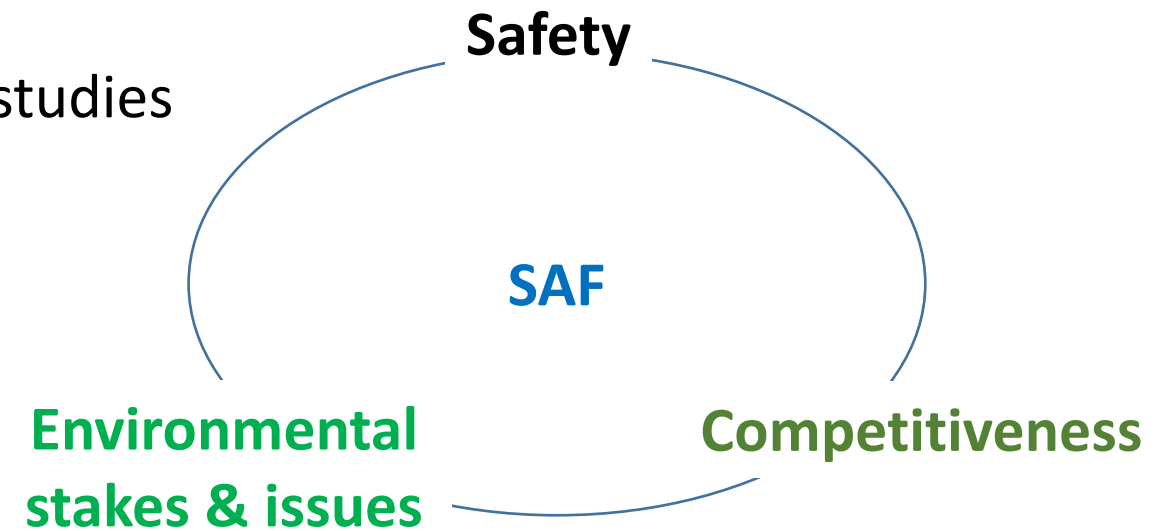 Safety
studies
SAF
Environmental
stakes & issues
Competitiveness